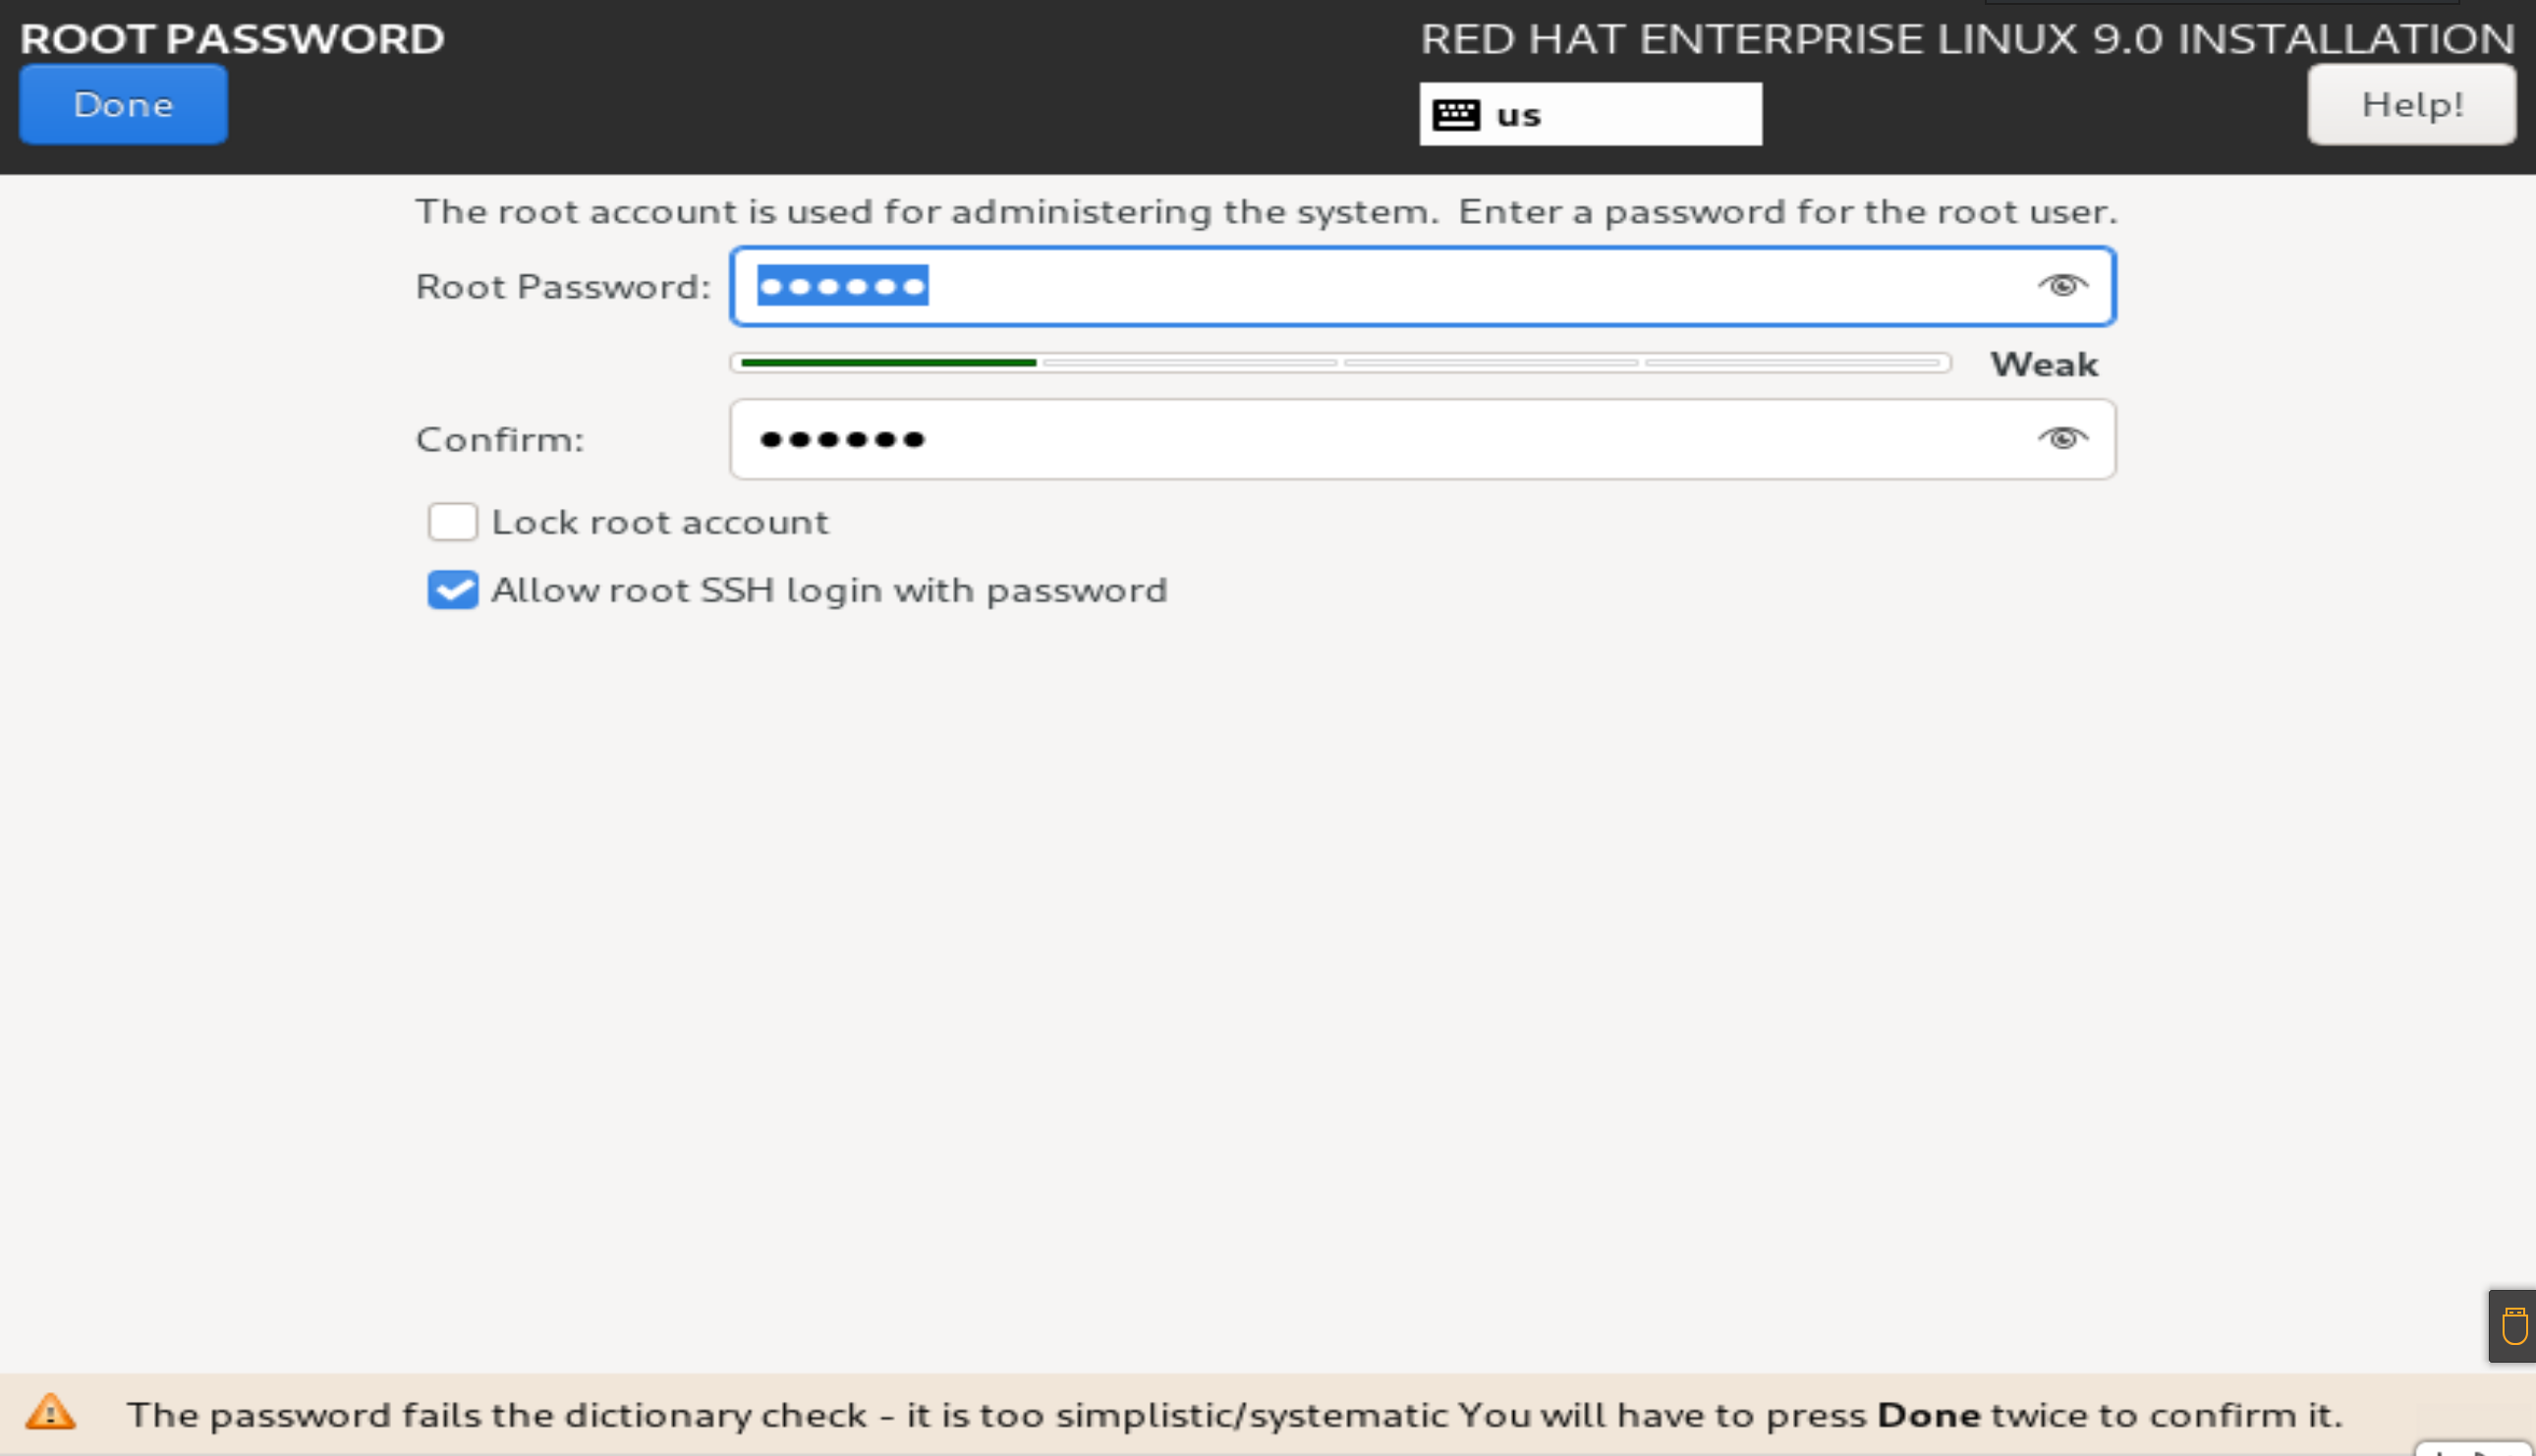 ROOT PASSWORD
RED HAT ENTERPRISE LINUX 9.0 INSTALLATION
Done
us
Help!
The root account is used for administering the system. Enter a password for the root user.
Root Password: ••••••
Weak
Confirm: ••••••
Lock root account
Allow root SSH login with password
The password fails the dictionary check - it is too simplistic/systematic You will have to press Done twice to confirm it.